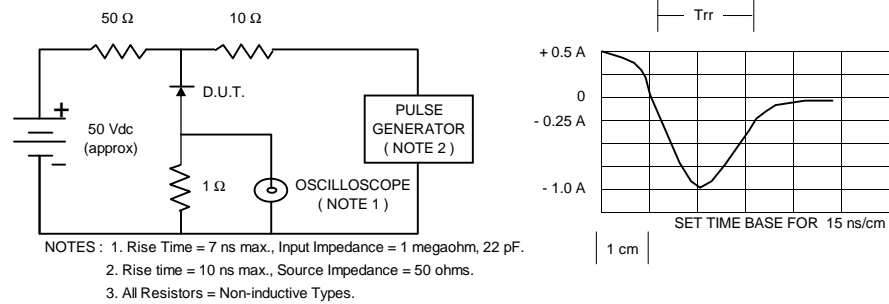 50 Ω
10 Ω
D.U.T.
+
50 Vdc
(approx)
−
1 Ω
OSCILLOSCOPE
( NOTE 1 )
PULSE
GENERATOR
( NOTE 2 )
Trr
+ 0.5 A
0
- 0.25 A
- 1.0 A
SET TIME BASE FOR 15 ns/cm
1 cm
NOTES : 1. Rise Time = 7 ns max., Input Impedance = 1 megaohm, 22 pF.
2. Rise time = 10 ns max., Source Impedance = 50 ohms.
3. All Resistors = Non-inductive Types.